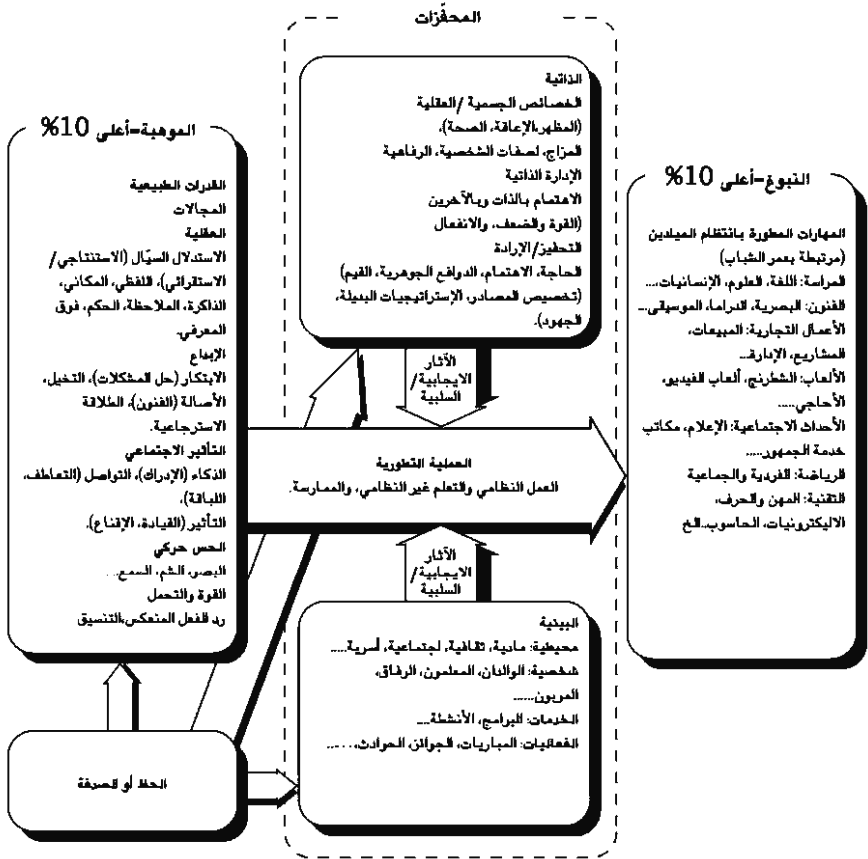 المحفّزات
الموهبة-أعلى 10%
القدرات الطبيعية
المجالات
العقلية
الاستدلال السيّال (الاستنتاجي/
الاستقرائي)، اللفظي، المكاني،
الذاكرة، الملاحظة، الحكم، فوق
المعرفي.
الإبداع
الابتكار (حل المشكلات)، التخيل،
الأصالة (الفنون)، الطلاقة
الاسترجاعية.
التأثير الاجتماعي
الذكاء (الإدراك)، التواصل (التعاطف،
اللباقة)،
التأثير (القيادة، الإقناع).
الحس حركي
البصر، الشم، السمع...
القوة والتحمل
رد الفعل المنعكس،التنسيق
الحظ أو الصدفة
الذاتية
الخصائص الجسمية /العقلية
(المظهر،الإعاقة، الصحة)،
المزاج، لصفات الشخصية، الرفاهية
الإدارة الذاتية
الاهتمام بالذات وبالآخرين
(القوة والضعف، والانفعال
التحفيز/الإرادة
الحاجة، الاهتمام، الدوافع الجوهرية، القيم)
(تخصيص المصادر، الإستراتيجيات البديلة،
الجهود).
الآثار
الايجابية/
السلبية
العملية التطورية
العمل النظامي والتعلم غير النظامي، والممارسة.
الآثار
الايجابية/
السلبية
البيئية
محيطية: مادية، ثقافية، اجتماعية، أسرية.....
شخصية: الوالدان، المعلمون، الرفاق،
المربون......
الخدمات: البرامج، الأنشطة....
الفعاليات: المباريات، الجوائز، الحوادث، ......
النبوغ-أعلى 10%
المهارات المطورة بانتظام الميادين
(مرتبطة بعمر الشباب)
الدراسة: اللغة، العلوم، الإنسانيات،...
الفنون: البصرية، الدراما، الموسيقى...
الأعمال التجارية: المبيعات،
المشاريع، الإدارة...
الألعاب: الشطرنج، ألعاب الفيديو،
الأحاجي.....
الأحداث الاجتماعية: الإعلام، مكاتب
خدمة الجمهور.....
الرياضة: الفردية والجماعية
التقنية: المهن والحرف،
الاليكترونيات، الحاسوب..الخ